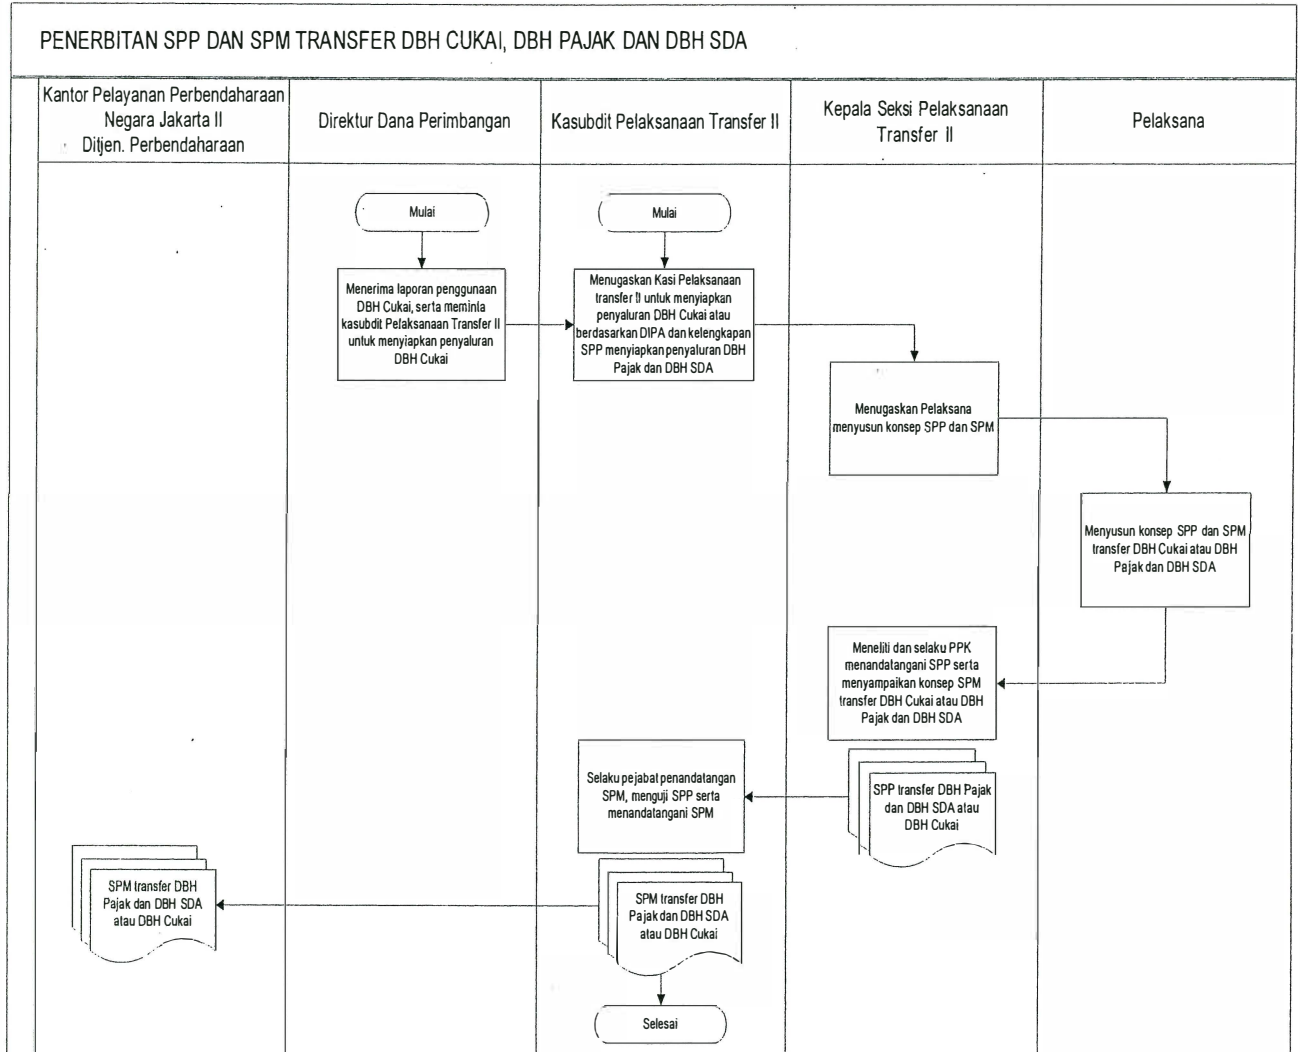 PENERBITAN SPP DAN SPM TRANSFER DBH CUKAI, DBH PAJAK DAN DBH SDA
Kantor Pelayanan Perbendaharaan
Negara Jakarta II
Ditjen. Perbendaharaan
Direktur Dana Perimbangan
Kasubdit Pelaksanaan Transfer II
Kepala Seksi Pelaksanaan
Transfer II
Pelaksana
Mulai
Mulai
Menerima laporan penggunaan
DBH Cukai, serta meminta
kasubdit Pelaksanaan Transfer II
untuk menyiapkan penyaluran
DBH Cukai
Menugaskan Kasi Pelaksanaan
transfer II untuk menyiapkan
penyaluran DBH Cukai atau
berdasarkan DIPA dan kelengkapan
SPP menyiapkan penyaluran DBH
Pajak dan DBH SDA
Menugaskan Pelaksana
menyusun konsep SPP dan SPM
Menyusun konsep SPP dan SPM
transfer DBH Cukai atau DBH
Pajak dan DBH SDA
Meneliti dan selaku PPK
menandatangani SPP serta
menyampaikan konsep SPM
transfer DBH Cukai atau DBH
Pajak dan DBH SDA
SPP transfer DBH Pajak
dan DBH SDA atau
DBH Cukai
Selaku pejabat penandatangan
SPM, menguji SPP serta
menandatangani SPM
SPM transfer DBH
Pajak dan DBH SDA
atau DBH Cukai
SPM transfer DBH
Pajak dan DBH SDA
atau DBH Cukai
Selesai